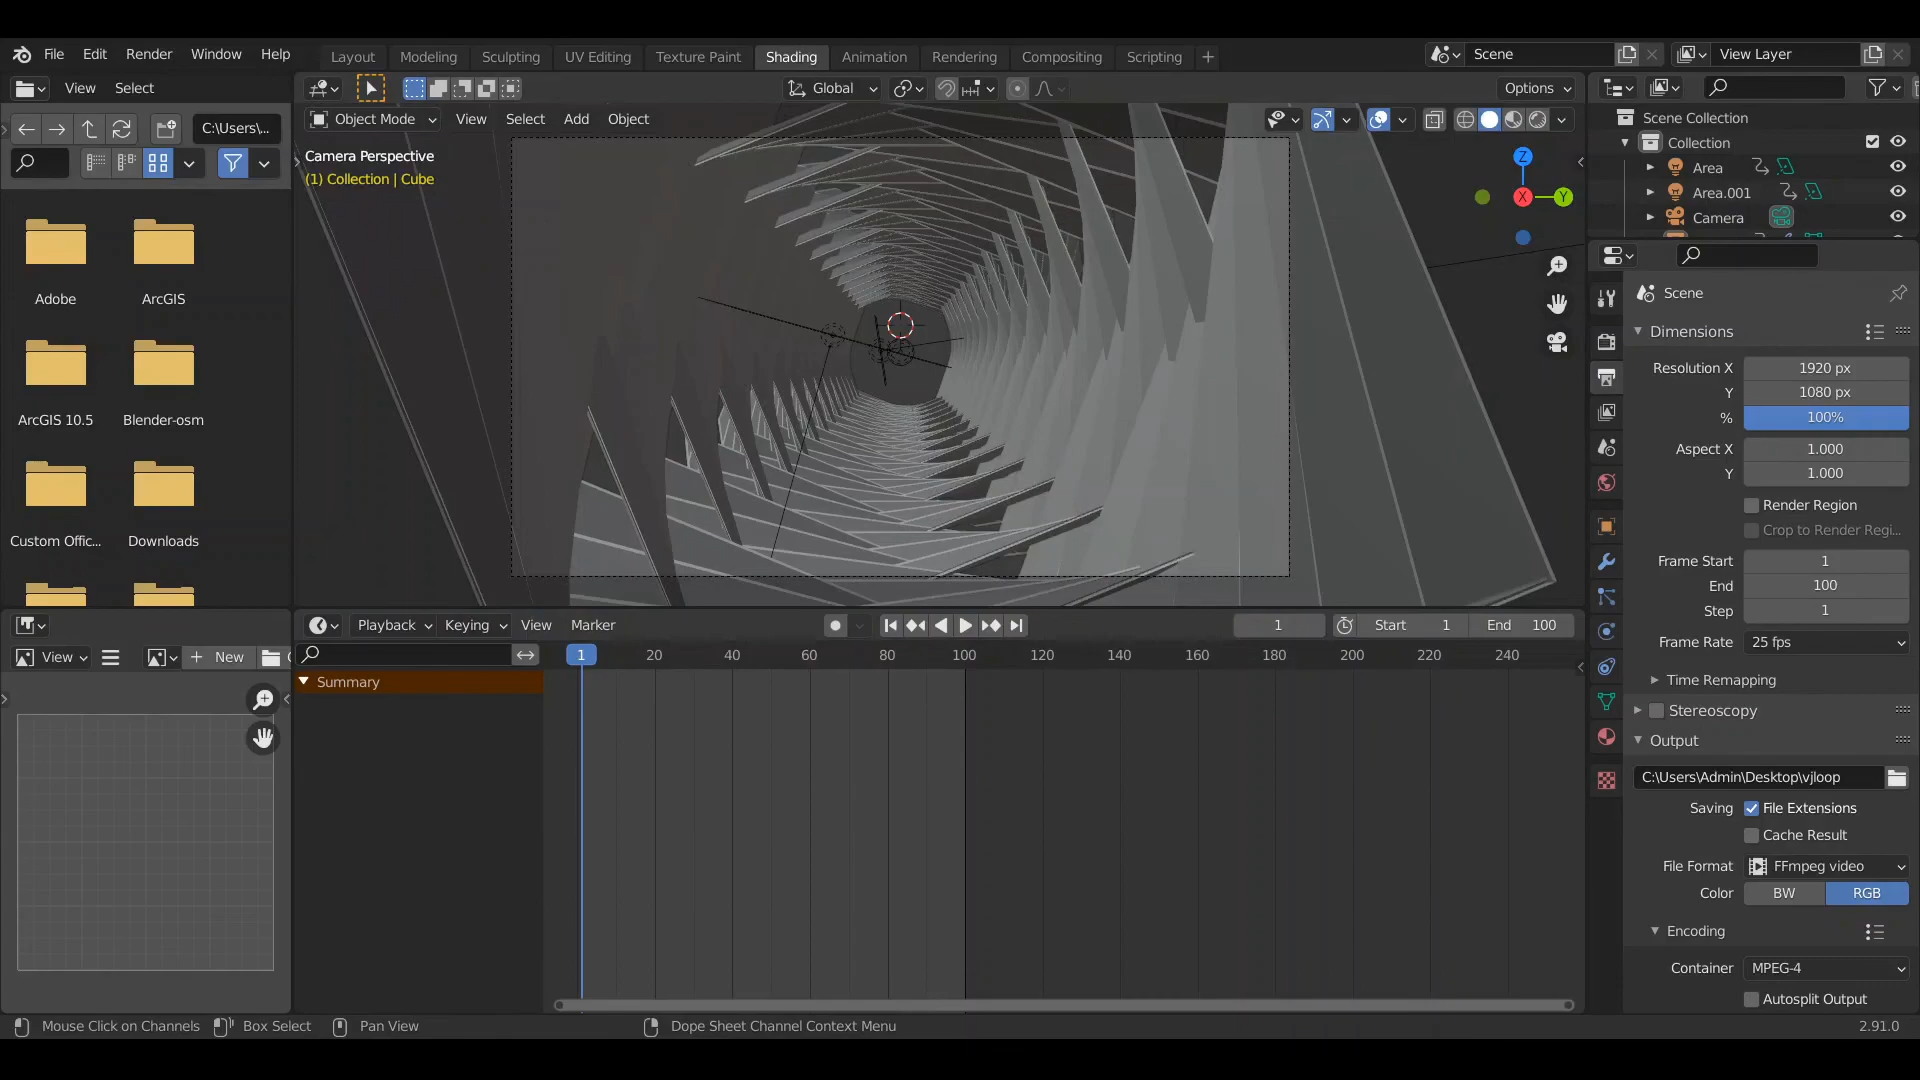 File Edit Render Window Help
Layout Modeling Sculpting UV Editing Texture Paint Shading Animation Rendering Compositing Scripting
Scene
View Layer
View Select
Global
Options
C:\Users\...
Object Mode View Select Add Object
Camera Perspective
(1) Collection | Cube
Z
X
Y
Adobe
ArcGIS
ArcGIS 10.5
Blender-osm
Custom Offic...
Downloads
Scene Collection
Collection
Area
Area.001
Camera
Scene
Dimensions
Resolution X 1920 px
Y 1080 px
% 100%
Aspect X 1.000
Y 1.000
Render Region
Crop to Render Regi...
Frame Start 1
End 100
Step 1
Frame Rate 25 fps
Time Remapping
Stereoscopy
Output
C:\Users\Admin\Desktop\vjloop
Saving File Extensions
Cache Result
File Format FFmpeg video
Color BW RGB
Encoding
Container MPEG-4
Autosplit Output
Playback Keying View Marker
1
Start 1
End 100
View
New
1 20 40 60 80 100 120 140 160 180 200 220 240
Summary
Mouse Click on Channels
Box Select
Pan View
Dope Sheet Channel Context Menu
2.91.0